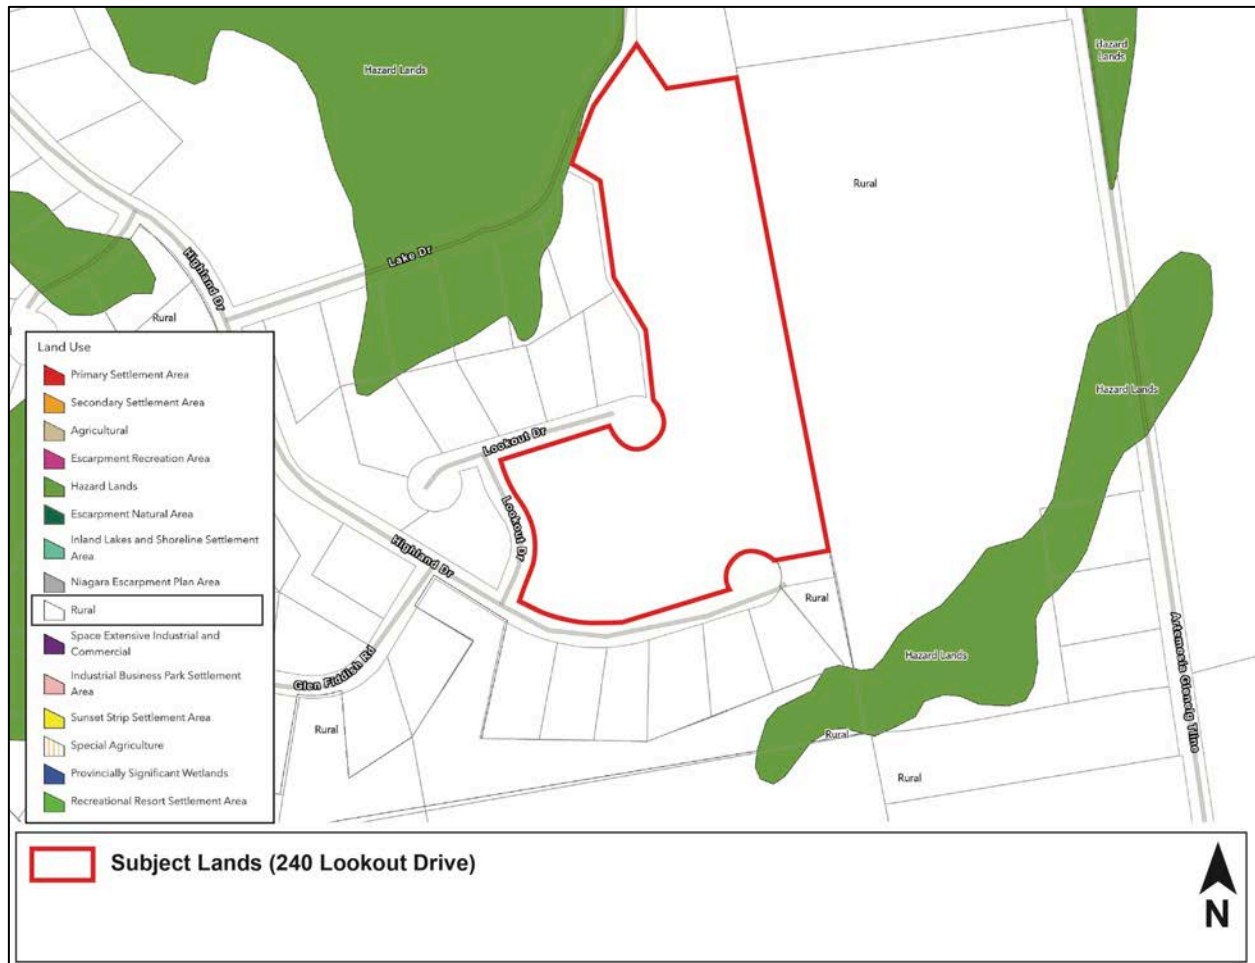 Hazard Lands
Hazard
Lands
Rural
Highland Dr
Lake Dr
Rural
Hazard Lands
Land Use
Primary Settlement Area
Secondary Settlement Area
Agricultural
Escarpment Recreation Area
Hazard Lands
Escarpment Natural Area
Inland Lakes and Shoreline Settlement
Area
Niagara Escarpment Plan Area
Rural
Space Extensive Industrial and
Commercial
Industrial Business Park Settlement
Area
Sunset Strip Settlement Area
Special Agriculture
Provincially Significant Wetlands
Recreational Resort Settlement Area
Lookout Dr
Lookout Dr
Highland Dr
Glen Fiddish Rd
Rural
Rural
Hazard Lands
Rural
Rural
Artemesia Glenelg Tline
Subject Lands (240 Lookout Drive)
N